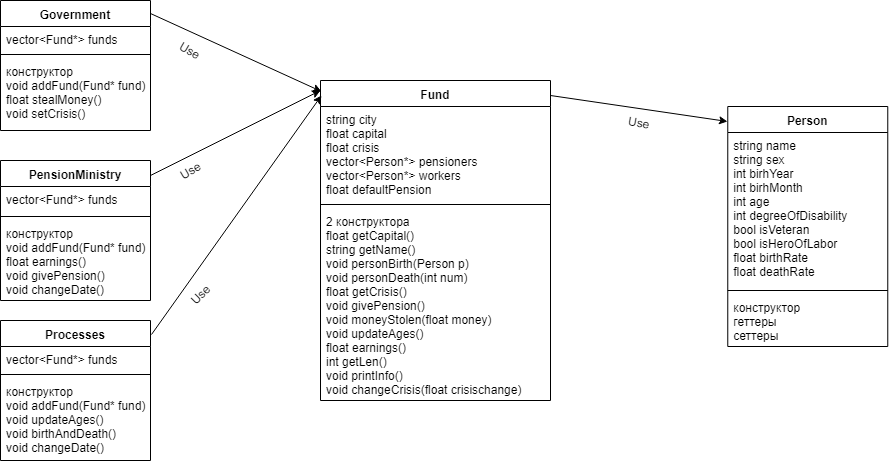 Government
vector<Fund*> funds
конструктор
void addFund(Fund* fund)
float stealMoney()
void setCrisis()
Use
PensionMinistry
vector<Fund*> funds
конструктор
void addFund(Fund* fund)
float earnings()
void givePension()
void changeDate()
Use
Processes
vector<Fund*> funds
конструктор
void addFund(Fund* fund)
void updateAges()
void birthAndDeath()
void changeDate()
Use
Fund
string city
float capital
float crisis
vector<Person*> pensioners
vector<Person*> workers
float defaultPension
2 конструктора
float getCapital()
string getName()
void personBirth(Person p)
void personDeath(int num)
float getCrisis()
void givePension()
void moneyStolen(float money)
void updateAges()
float earnings()
int getLen()
void printInfo()
void changeCrisis(float crisischange)
Use
Person
string name
string sex
int birhYear
int birhMonth
int age
int degreeOfDisability
bool isVeteran
bool isHeroOfLabor
float birthRate
float deathRate
конструктор
геттеры
сеттеры